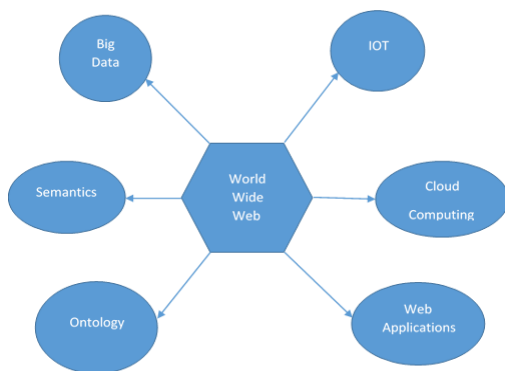 Big
Data
IOT
World
Wide
Web
Semantics
Cloud
Computing
Ontology
Web
Applications